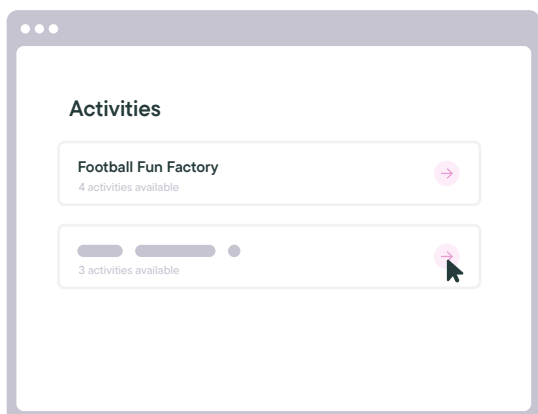 Activities
Football Fun Factory
4 activities available
3 activities available